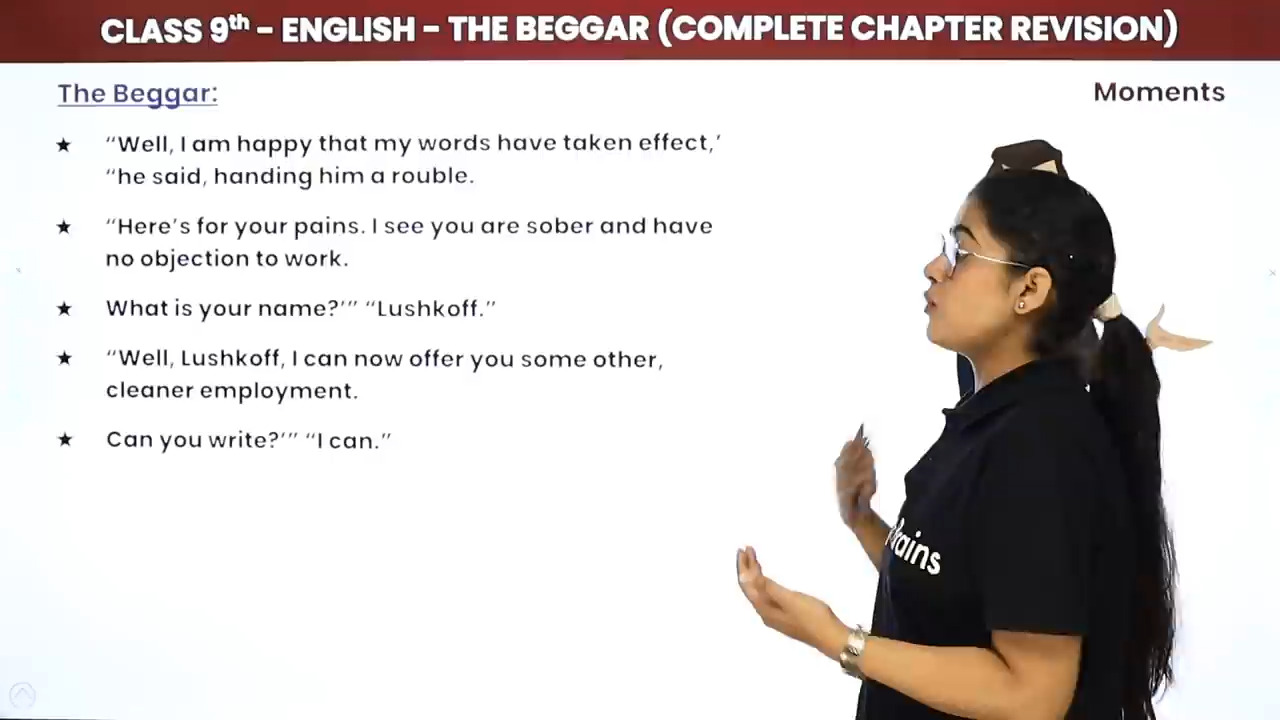 CLASS 9th – ENGLISH – THE BEGGAR (COMPLETE CHAPTER REVISION)
The Beggar:
Moments
★ “Well, I am happy that my words have taken effect,’
“he said, handing him a rouble.
★ “Here’s for your pains. I see you are sober and have
no objection to work.
★ What is your name?’” “Lushkoff.”
★ “Well, Lushkoff, I can now offer you some other,
cleaner employment.
★ Can you write?’” “I can.”
Brains